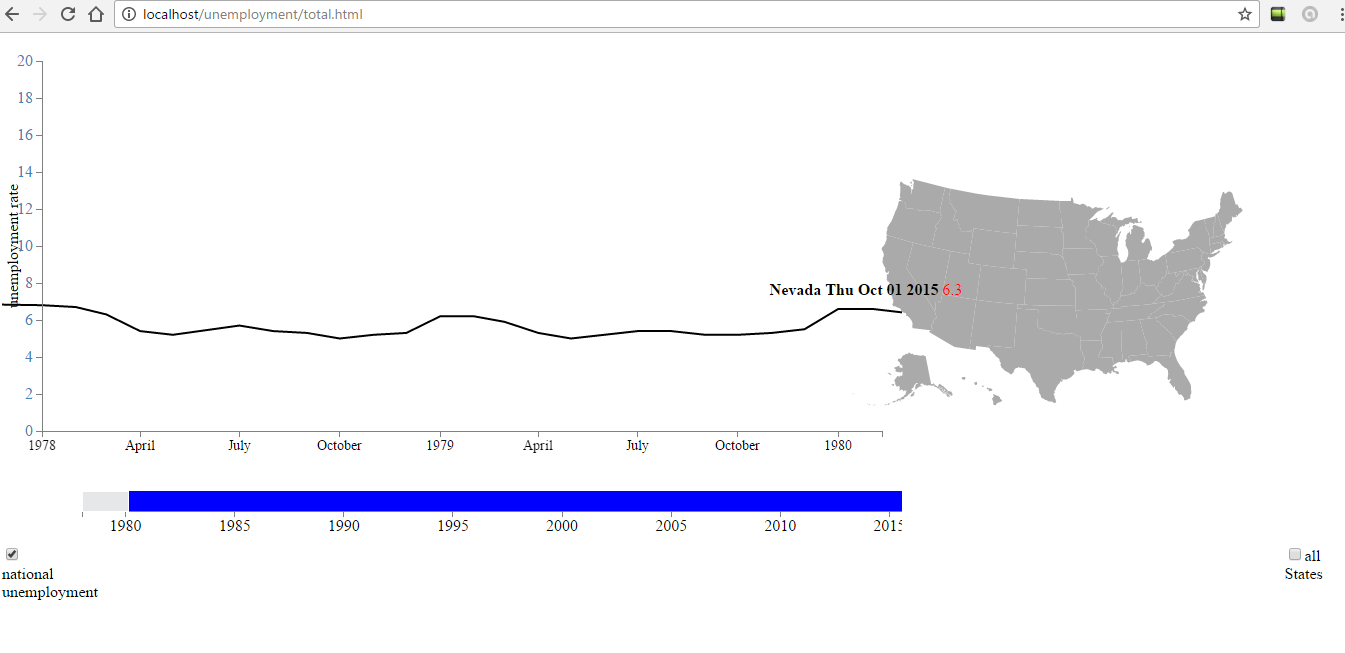 localhost/unemployment/total.html
20
18
16
14
12
10
8
6
4
2
0
unemployment rate
Nevada Thu Oct 01 2015 6.3
1978 April July October 1979 April July October 1980
1980 1985 1990 1995 2000 2005 2010 2015
national
unemployment
all
States